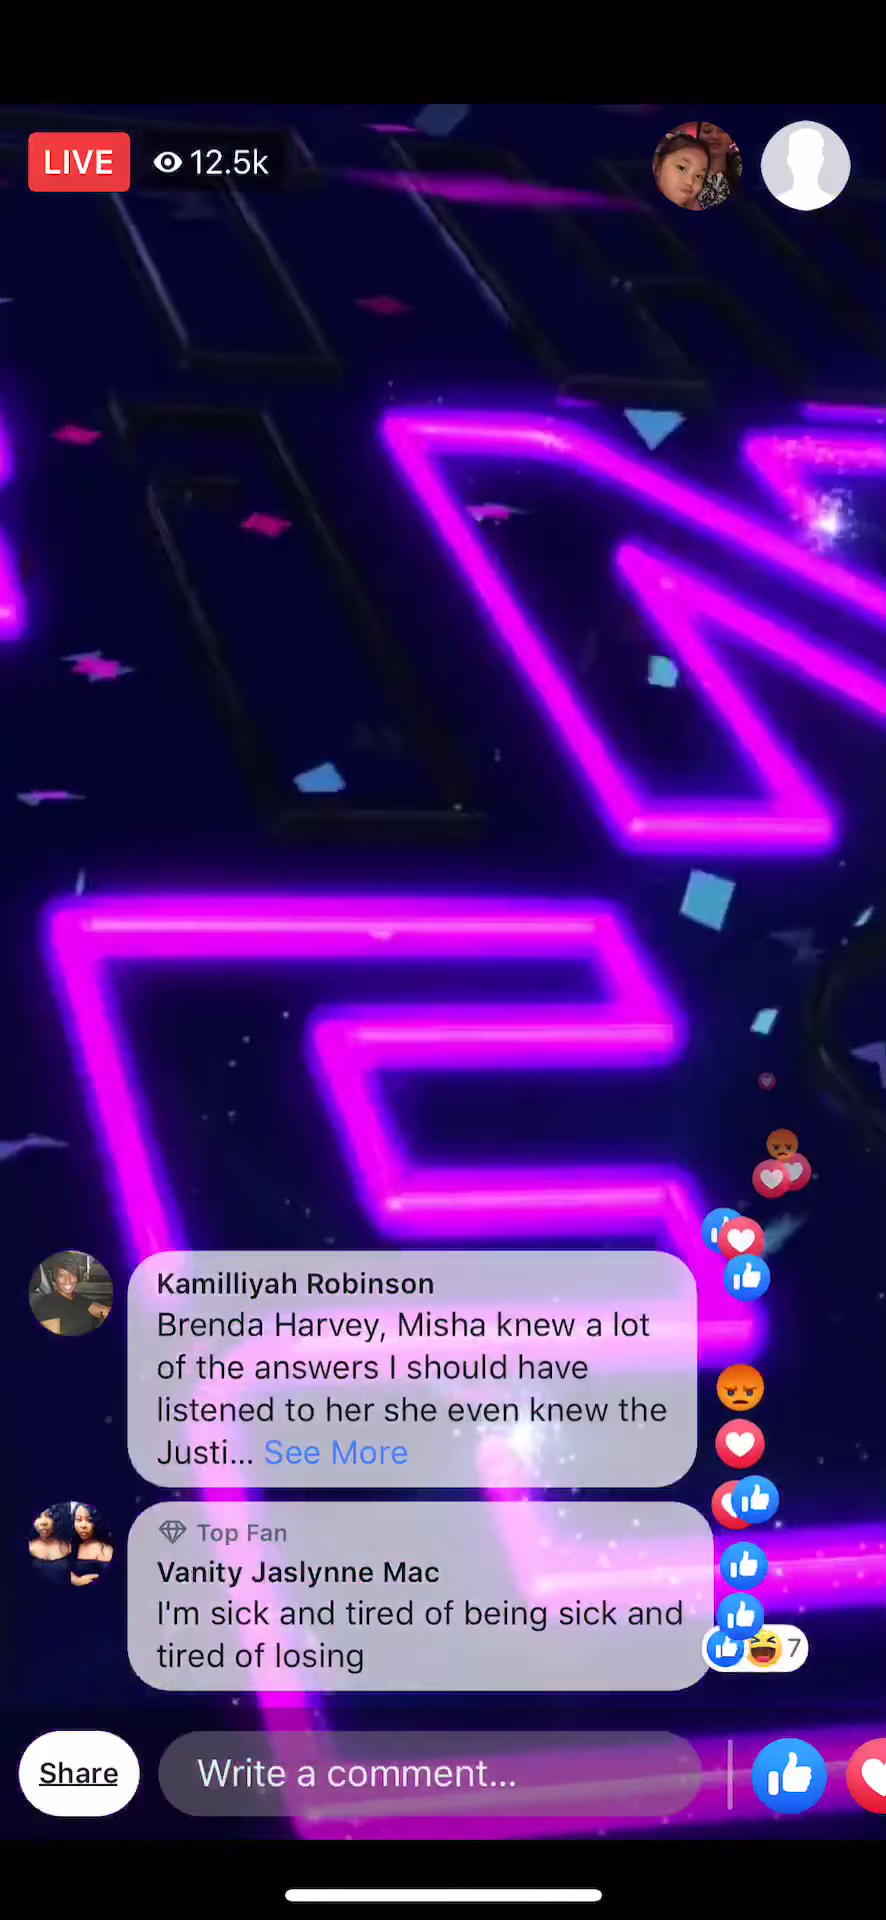 LIVE 12.5k
Kamilliyah Robinson
Brenda Harvey, Misha knew a lot
of the answers I should have
listened to her she even knew the
Justi... See More
Top Fan
Vanity Jaslynne Mac
I'm sick and tired of being sick and
tired of losing
7
Share
Write a comment...